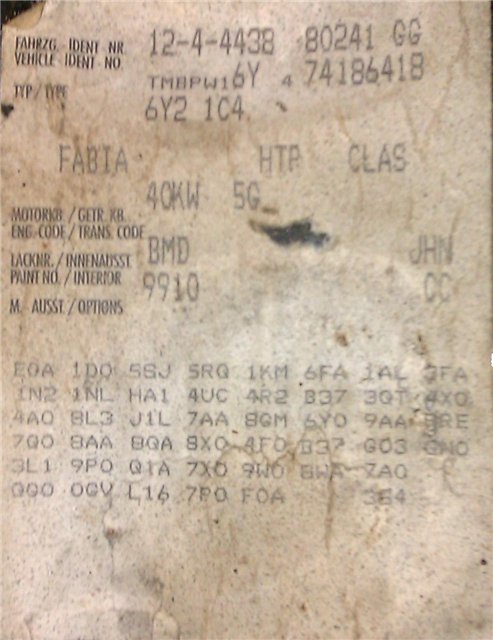 12-4-4438 80241 GG
FAHRZG. IDENT NR.
VEHICLE IDENT NO
TMBPW16Y 4 74186418
TYP / TYPE
6Y2 1C4
FABIA HTP CLAS
40KW 5G
MOTORKB / GETR. KB.
ENG. CODE / TRANS. CODE
BMD JHN
LACKNR. / INNENAUSST.
PAINT NO. / INTERIOR
9910 CC
M. AUSST. / OPTIONS
E0A 1D0 5SJ 5RQ 1KM 6FA 1AL 3FA
1N2 1NL HA1 4UC 4R2 B37 3QT 4X0
4A0 8L3 J1L 7AA 8GM 6Y0 9AA
7Q0 8AA 8QA 8X0 4F0 B37 G03
3L1 9P0 Q1A 7X0 9W0 8WA 7A0
0G0 0GV L16 7P0 F0A 3G4